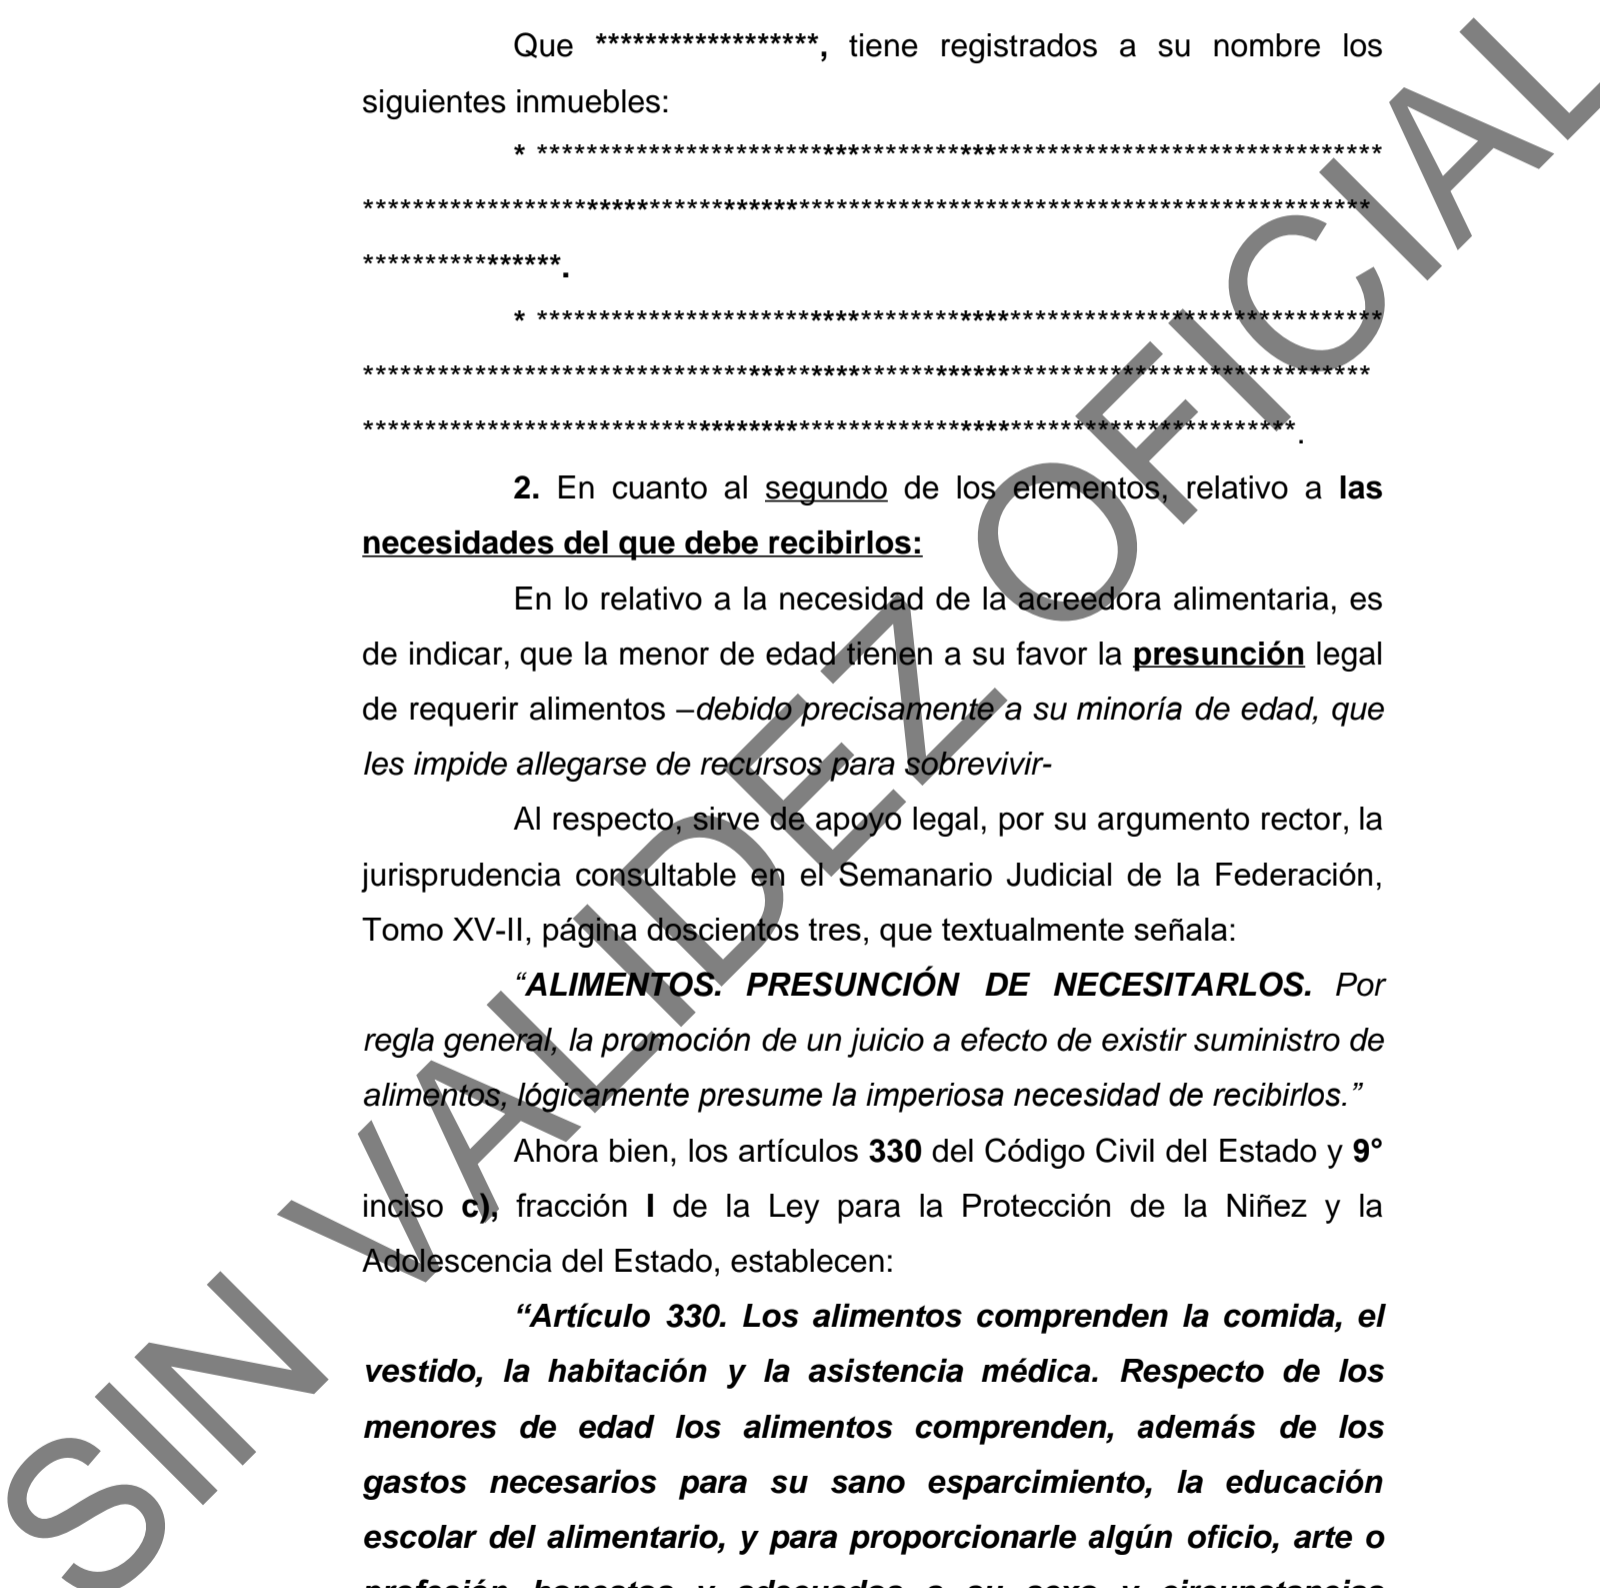 Que ******************, tiene registrados a su nombre los
siguientes inmuebles:
* ********************************************************************
*********************************************************************************
****************.
* ********************************************************************
*********************************************************************************
***************************************************************************.
2. En cuanto al segundo de los elementos, relativo a las
necesidades del que debe recibirlos:
En lo relativo a la necesidad de la acreedora alimentaria, es
de indicar, que la menor de edad tienen a su favor la presunción legal
de requerir alimentos –debido precisamente a su minoría de edad, que
les impide allegarse de recursos para sobrevivir-
Al respecto, sirve de apoyo legal, por su argumento rector, la
jurisprudencia consultable en el Semanario Judicial de la Federación,
Tomo XV-II, página doscientos tres, que textualmente señala:
“ALIMENTOS. PRESUNCIÓN DE NECESITARLOS. Por
regla general, la promoción de un juicio a efecto de existir suministro de
alimentos, lógicamente presume la imperiosa necesidad de recibirlos.”
Ahora bien, los artículos 330 del Código Civil del Estado y 9°
inciso c), fracción I de la Ley para la Protección de la Niñez y la
Adolescencia del Estado, establecen:
“Artículo 330. Los alimentos comprenden la comida, el
vestido, la habitación y la asistencia médica. Respecto de los
menores de edad los alimentos comprenden, además de los
gastos necesarios para su sano esparcimiento, la educación
escolar del alimentario, y para proporcionarle algún oficio, arte o
profesión honestos y adecuados a su sexo y circunstancias
SIN VALIDEZ OFICIAL